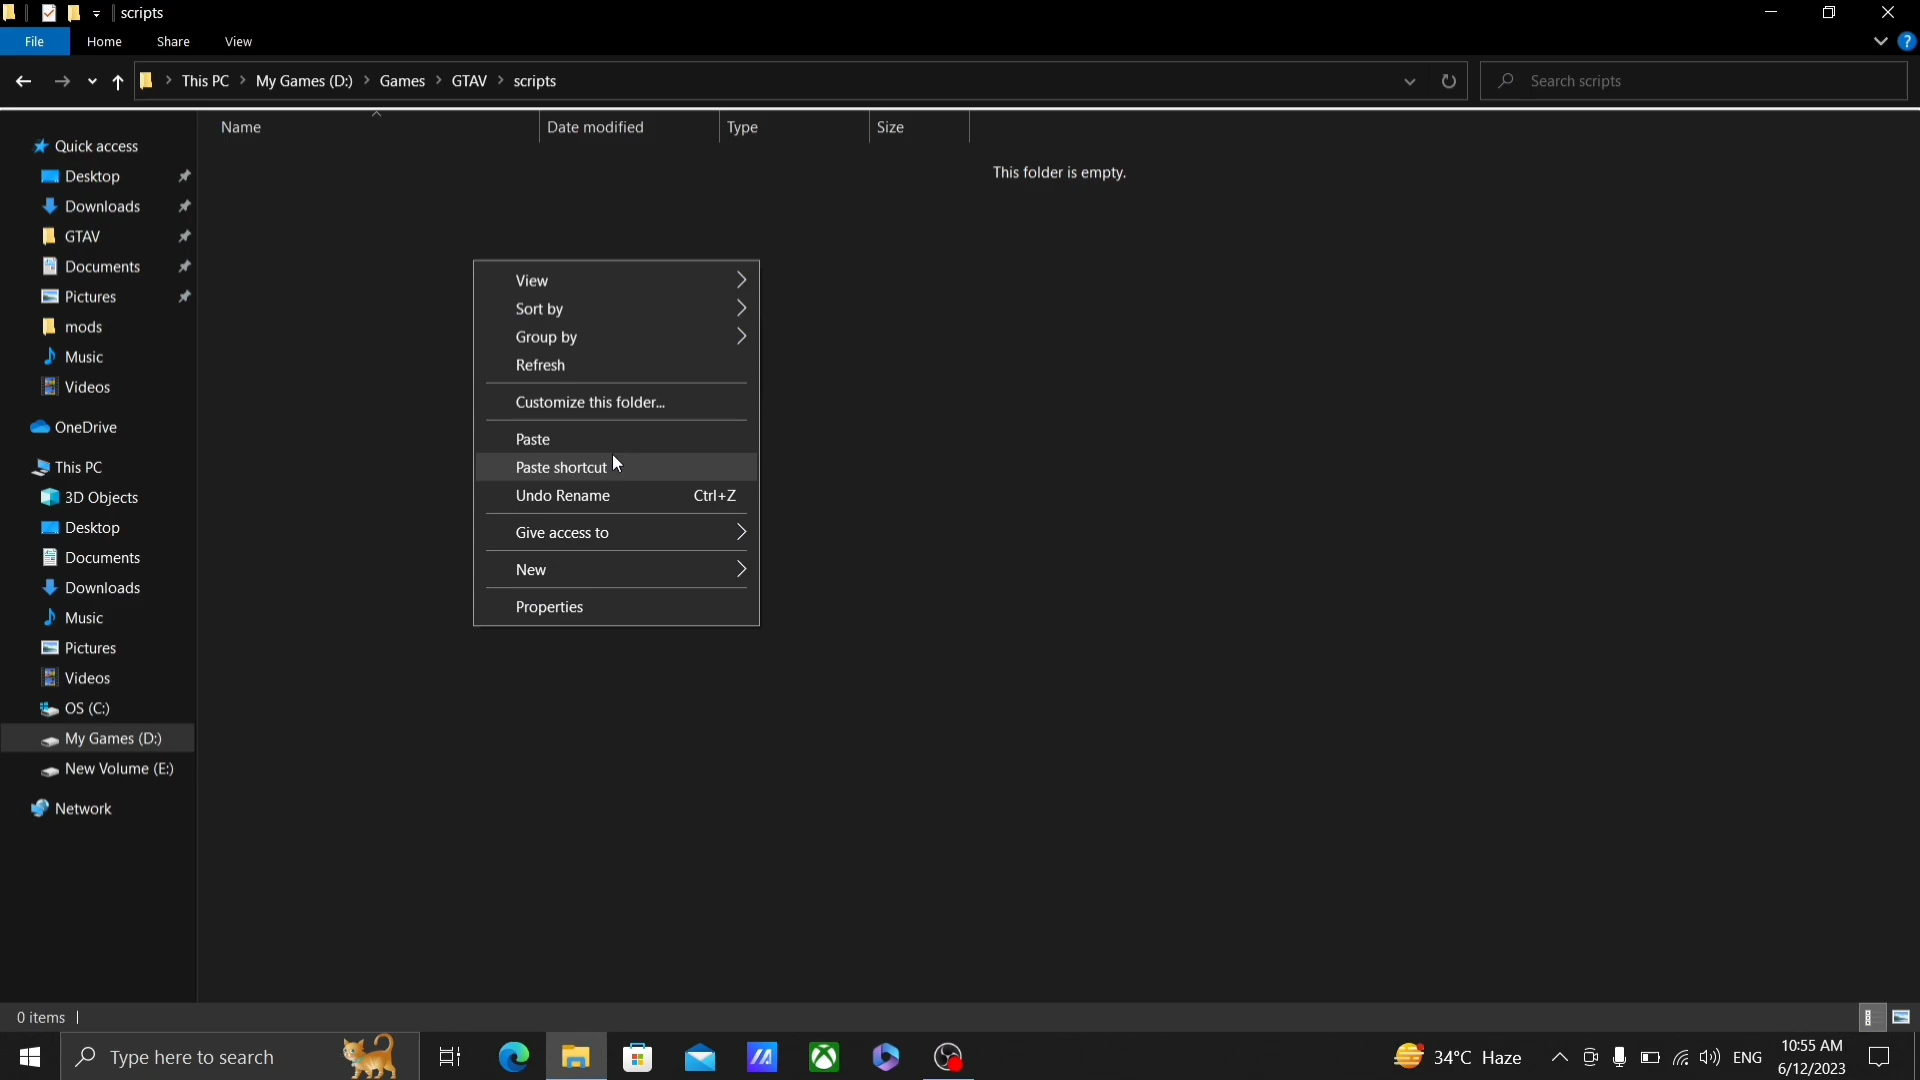 scripts
File Home Share View
This PC My Games (D:) Games GTAV scripts Search scripts
Name Date modified Type Size
This folder is empty.
Quick access
Desktop
Downloads
GTAV
Documents
Pictures
mods
Music
Videos
OneDrive
This PC
3D Objects
Desktop
Documents
Downloads
Music
Pictures
Videos
OS (C:)
My Games (D:)
New Volume (E:)
Network
View
Sort by
Group by
Refresh
Customize this folder...
Paste
Paste shortcut
Undo Rename Ctrl+Z
Give access to
New
Properties
0 items
Type here to search
34°C Haze ENG
10:55 AM
6/12/2023